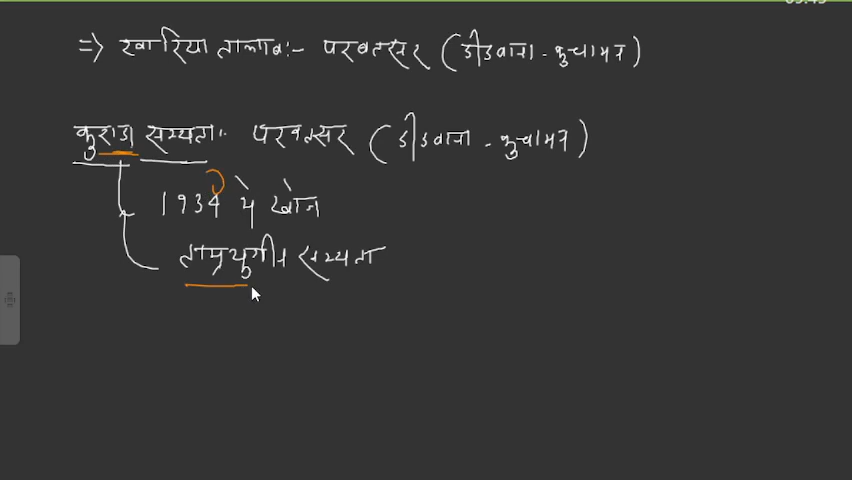 => खारिया तालाबः- परबतसर (डीडवाना-कुचामन)
कुराडा सभ्यताः परबतसर (डीडवाना-कुचामन)
1934 में खोज
ताम्रयुगीन सभ्यता